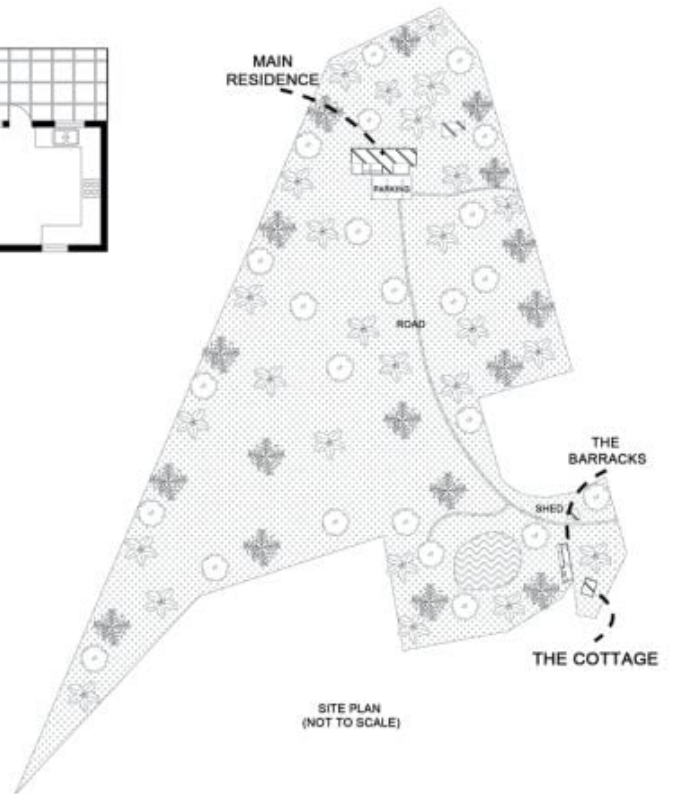 MAIN
RESIDENCE
PARKING
ROAD
THE
BARRACKS
SHED
THE COTTAGE
SITE PLAN
(NOT TO SCALE)